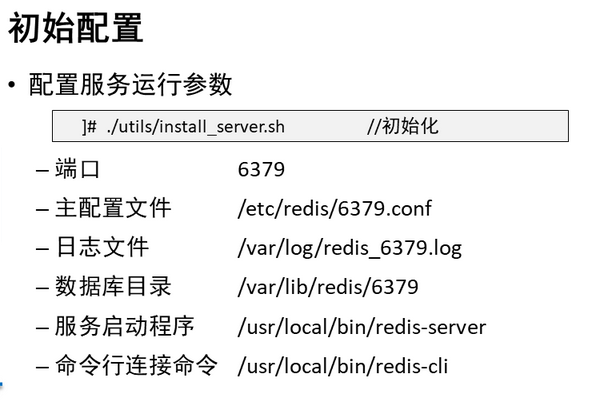 初始配置
• 配置服务运行参数
]# ./utils/install_server.sh //初始化
– 端口 6379
– 主配置文件 /etc/redis/6379.conf
– 日志文件 /var/log/redis_6379.log
– 数据库目录 /var/lib/redis/6379
– 服务启动程序 /usr/local/bin/redis-server
– 命令行连接命令 /usr/local/bin/redis-cli